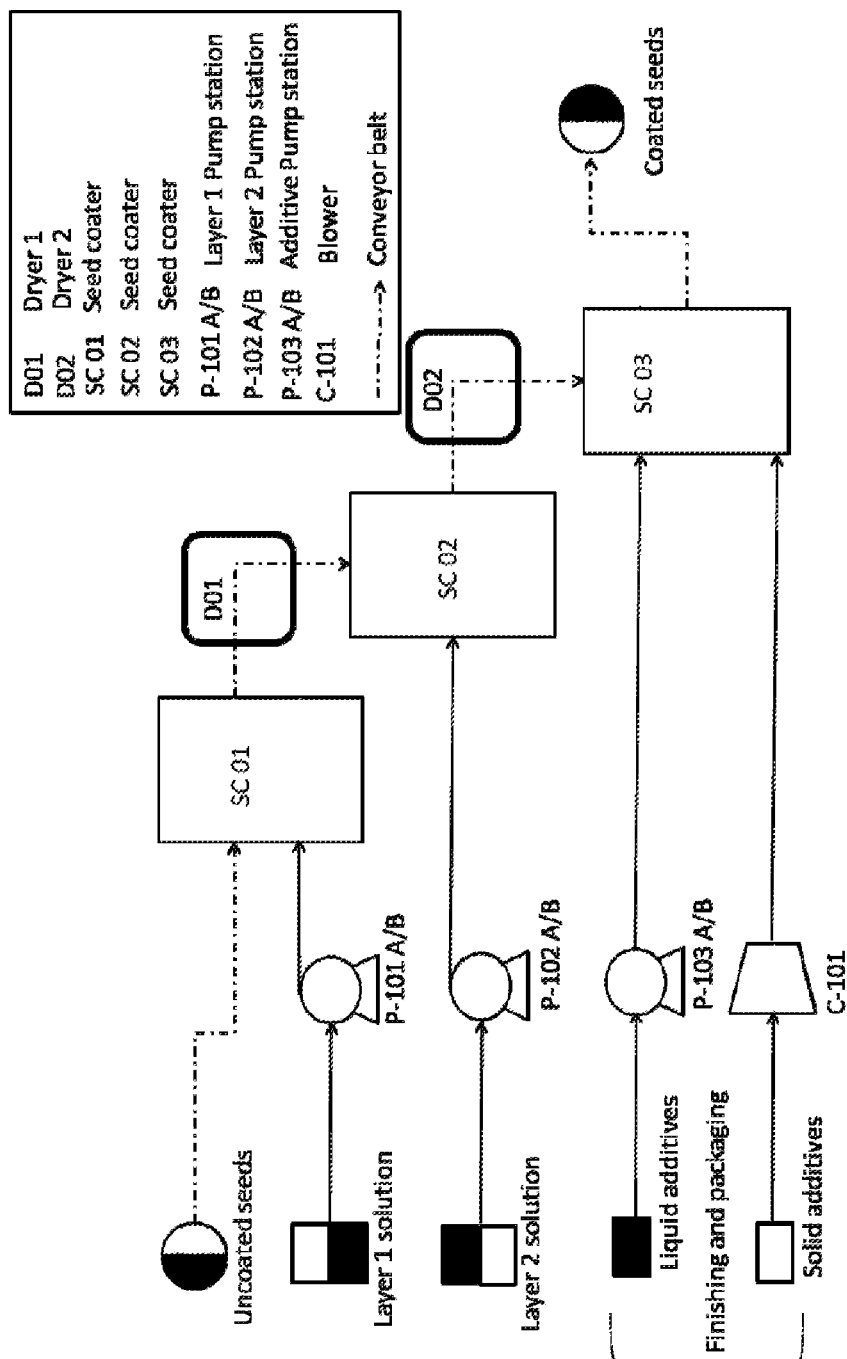 D01 Dryer 1
D02 Dryer 2
SC 01 Seed coater
SC 02 Seed coater
SC 03 Seed coater
P-101 A/B Layer 1 Pump station
P-102 A/B Layer 2 Pump station
P-103 A/B Additive Pump station
C-101 Blower
Conveyor belt
Uncoated seeds
SC 01
D01
Layer 1 solution
P-101 A/B
SC 02
D02
Layer 2 solution
P-102 A/B
Coated seeds
SC 03
Liquid additives
P-103 A/B
Finishing and packaging
Solid additives
C-101